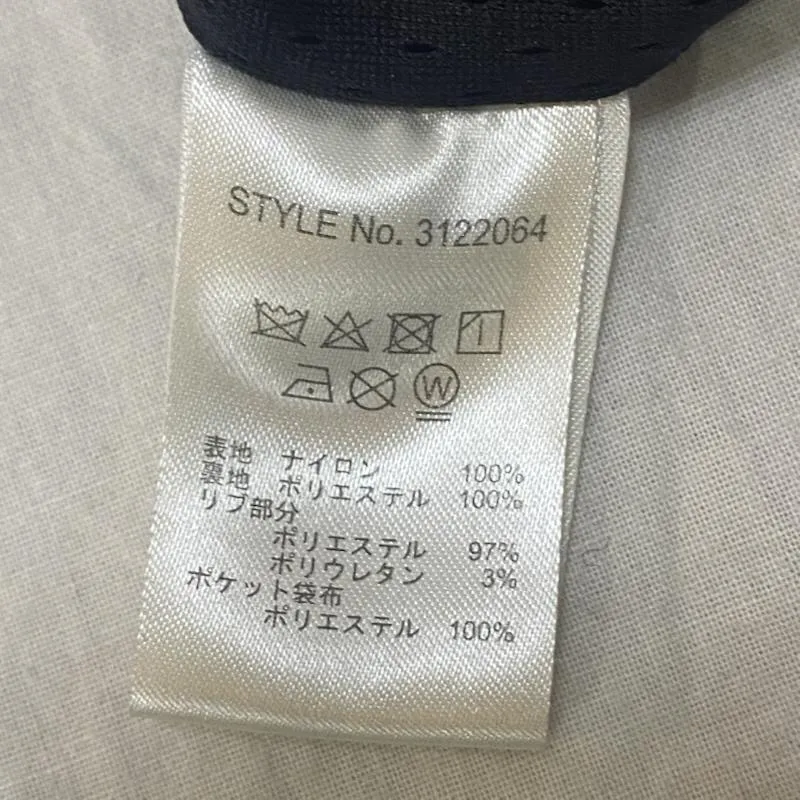 STYLE No. 3122064
W
表地 ナイロン 100%
裏地 ポリエステル 100%
リブ部分
ポリエステル 97%
ポリウレタン 3%
ポケット袋布
ポリエステル 100%